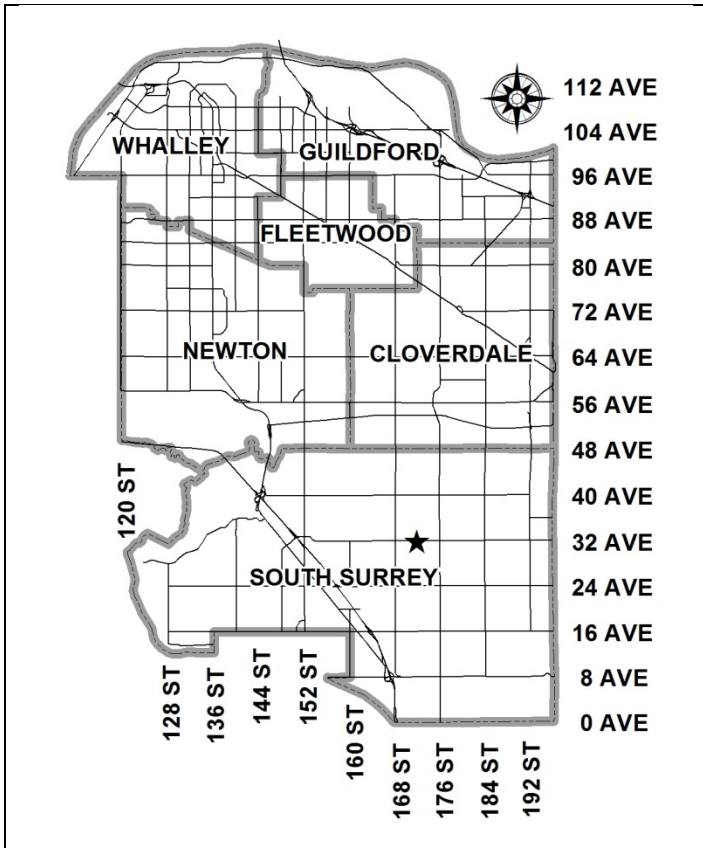 112 AVE
104 AVE
WHALLEY
GUILDFORD
96 AVE
88 AVE
FLEETWOOD
80 AVE
72 AVE
NEWTON
CLOVERDALE
64 AVE
56 AVE
48 AVE
120 ST
40 AVE
32 AVE
SOUTH SURREY
24 AVE
16 AVE
8 AVE
0 AVE
128 ST
136 ST
144 ST
152 ST
160 ST
168 ST
176 ST
184 ST
192 ST